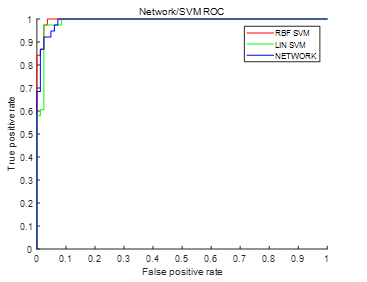 Network/SVM ROC
RBF SVM
LIN SVM
NETWORK
1
0.9
0.8
0.7
0.6
0.5
0.4
0.3
0.2
0.1
0
True positive rate
0 0.1 0.2 0.3 0.4 0.5 0.6 0.7 0.8 0.9 1
False positive rate